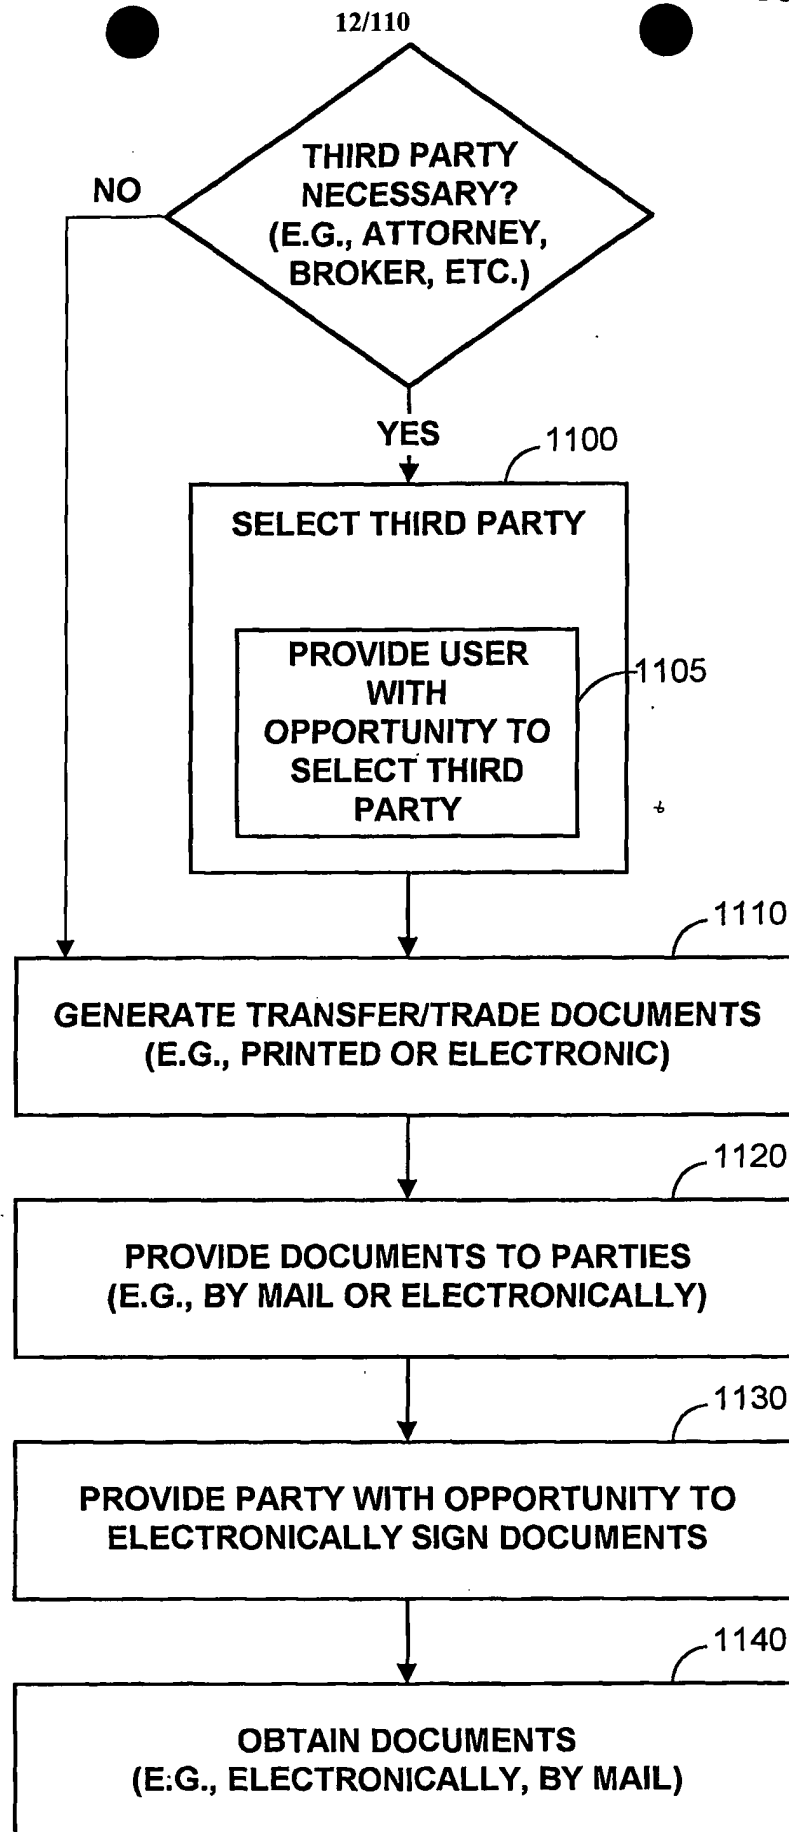 12/110
THIRD PARTY
NECESSARY?
(E.G., ATTORNEY,
BROKER, ETC.)
NO
YES
1100
SELECT THIRD PARTY
PROVIDE USER
WITH
OPPORTUNITY TO
SELECT THIRD
PARTY
1105
1110
GENERATE TRANSFER/TRADE DOCUMENTS
(E.G., PRINTED OR ELECTRONIC)
1120
PROVIDE DOCUMENTS TO PARTIES
(E.G., BY MAIL OR ELECTRONICALLY)
1130
PROVIDE PARTY WITH OPPORTUNITY TO
ELECTRONICALLY SIGN DOCUMENTS
1140
OBTAIN DOCUMENTS
(E.G., ELECTRONICALLY, BY MAIL)